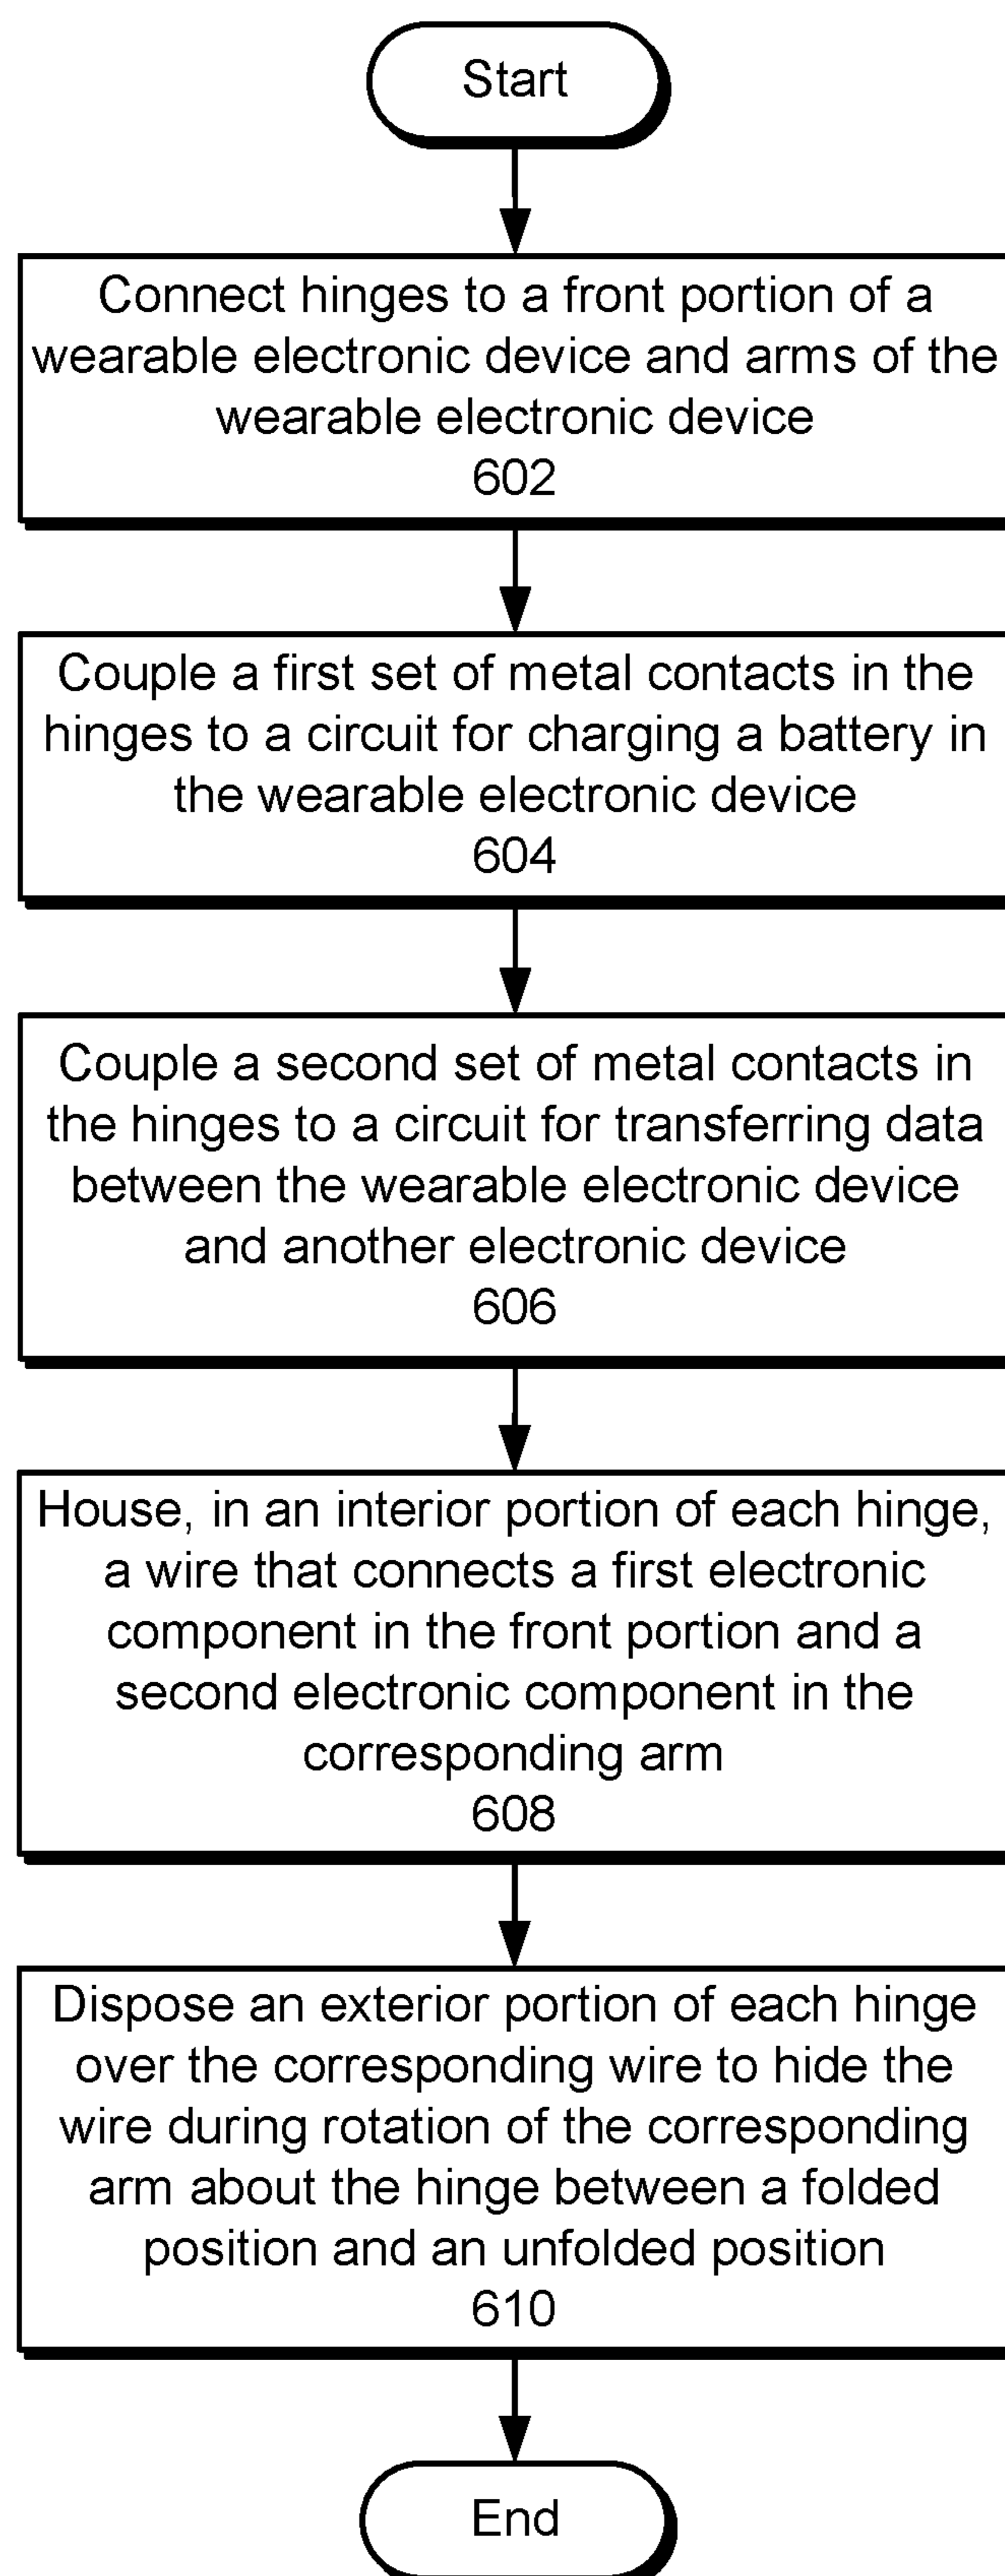 Start
Connect hinges to a front portion of a
wearable electronic device and arms of the
wearable electronic device
602
Couple a first set of metal contacts in the
hinges to a circuit for charging a battery in
the wearable electronic device
604
Couple a second set of metal contacts in
the hinges to a circuit for transferring data
between the wearable electronic device
and another electronic device
606
House, in an interior portion of each hinge,
a wire that connects a first electronic
component in the front portion and a
second electronic component in the
corresponding arm
608
Dispose an exterior portion of each hinge
over the corresponding wire to hide the
wire during rotation of the corresponding
arm about the hinge between a folded
position and an unfolded position
610
End